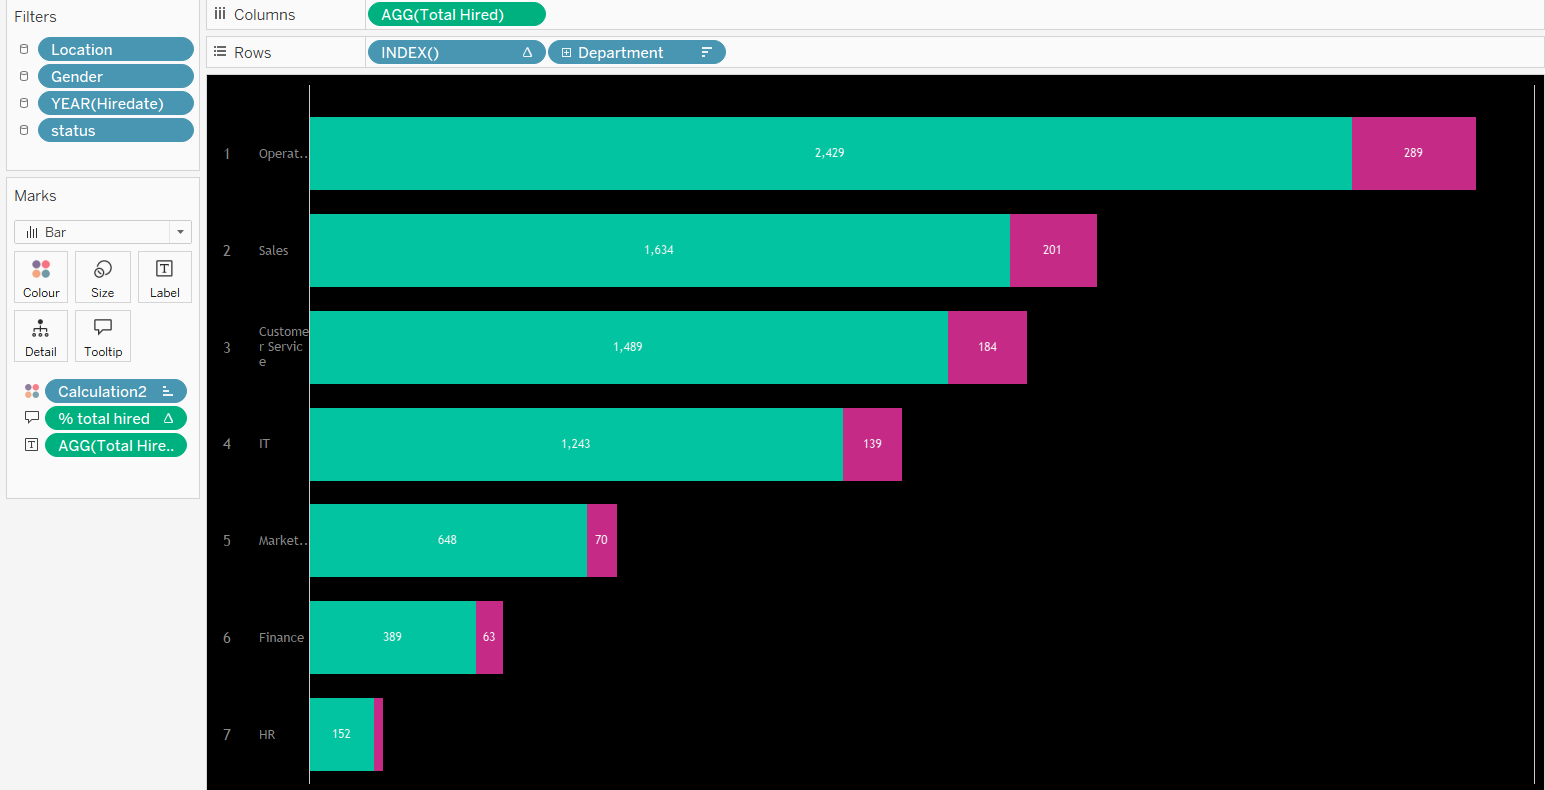 Filters
Location
Gender
YEAR(Hiredate)
status
Marks
Bar
Colour Size Label
Detail Tooltip
Calculation2
% total hired
AGG(Total Hire..
Columns AGG(Total Hired)
Rows INDEX() Department
1 Operat.. 2,429 289
2 Sales 1,634 201
3 Custome
r Servic
e 1,489 184
4 IT 1,243 139
5 Market.. 648 70
6 Finance 389 63
7 HR 152